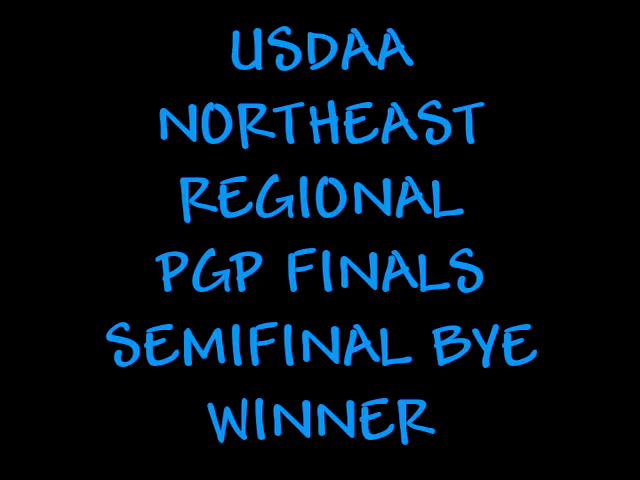 USDAA
NORTHEAST
REGIONAL
PGP FINALS
SEMIFINAL BYE
WINNER